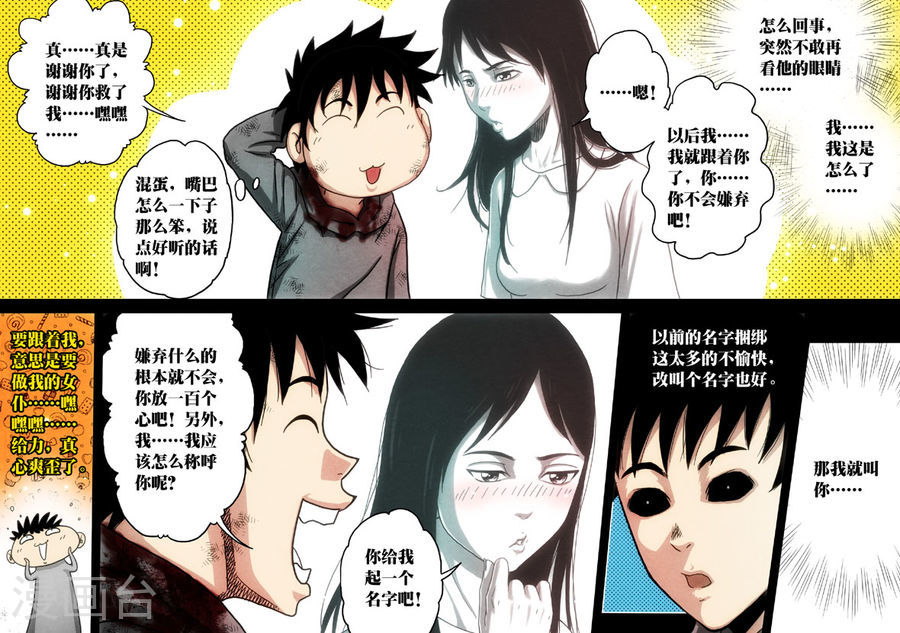 真……真是
谢谢你了，
谢谢你救了
我……嘿嘿
……
混蛋，嘴巴
怎么一下子
那么笨，说
点好听的话
啊！
……嗯！
以后我……
我就跟着你
了，你……
你不会嫌弃
吧！
怎么回事，
突然不敢再
看他的眼睛
……
我……
我这是
怎么了
……
要跟着我，
意思是要
做我的女
仆……嘿
嘿嘿……
给力，真
心爽歪了。
嫌弃什么的
根本就不会，
你放一百个
心吧！另外，
我……我应
该怎么称呼
你呢？
你给我
起一个
名字吧！
以前的名字捆绑
这太多的不愉快，
改叫个名字也好。
那我就叫
你……
漫画台